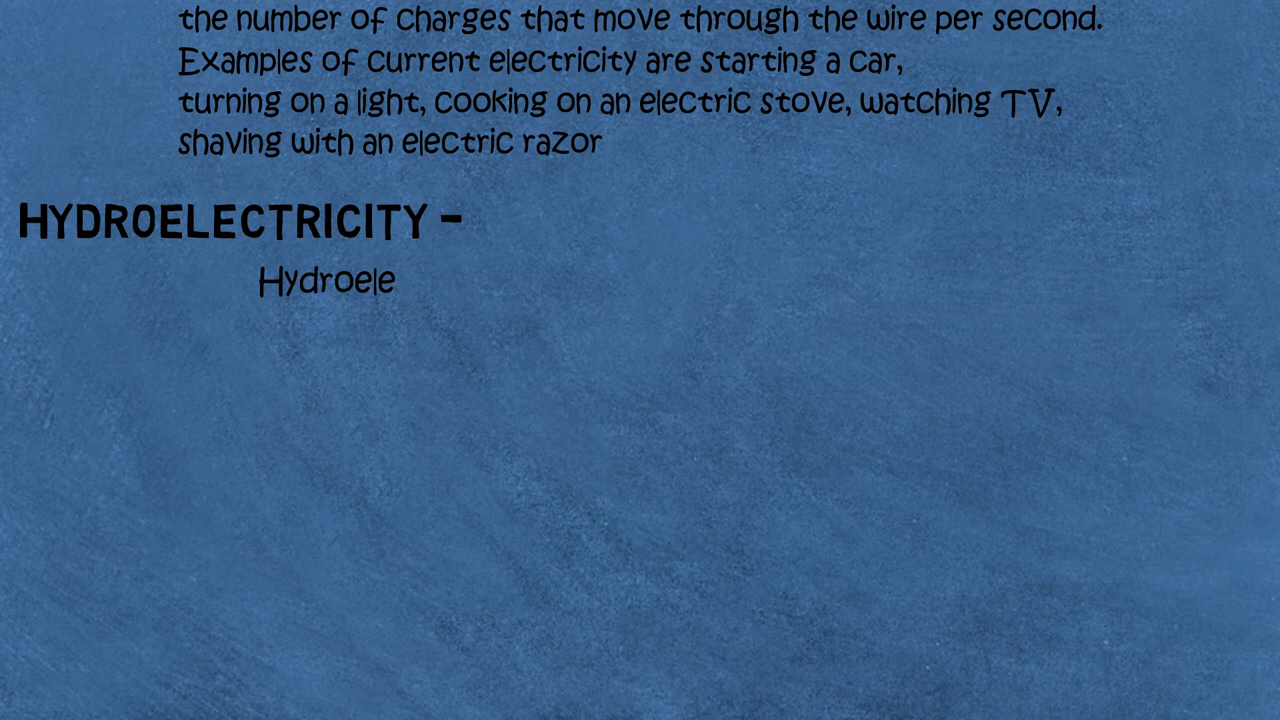 the number of charges that move through the wire per second.
Examples of current electricity are starting a car,
turning on a light, cooking on an electric stove, watching TV,
shaving with an electric razor
HYDROELECTRICITY -
Hydroele